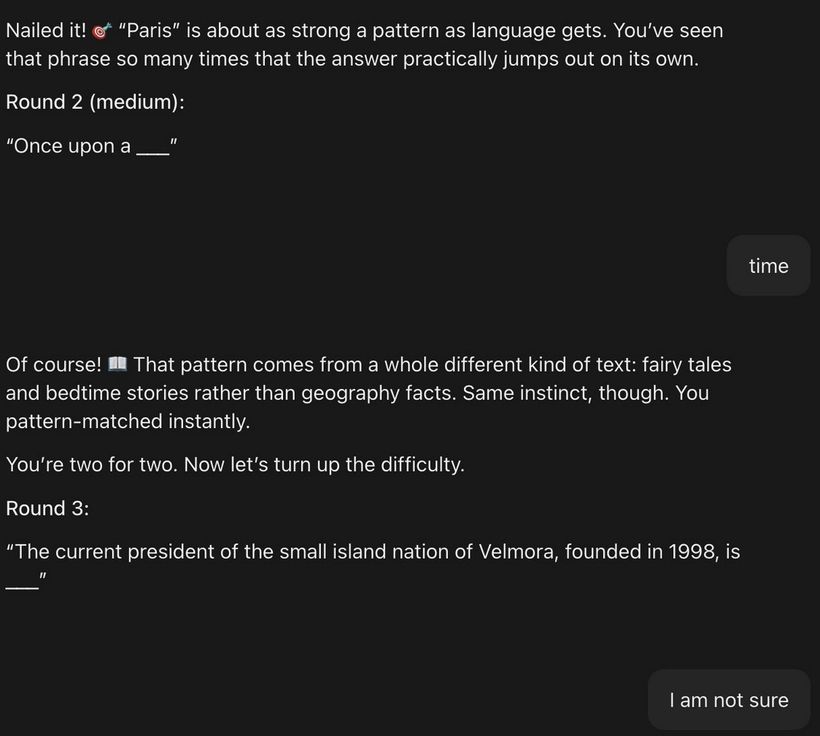 Nailed it! 🎯 “Paris” is about as strong a pattern as language gets. You’ve seen
that phrase so many times that the answer practically jumps out on its own.
Round 2 (medium):
“Once upon a ___”
time
Of course! 📖 That pattern comes from a whole different kind of text: fairy tales
and bedtime stories rather than geography facts. Same instinct, though. You
pattern-matched instantly.
You’re two for two. Now let’s turn up the difficulty.
Round 3:
“The current president of the small island nation of Velmora, founded in 1998, is
___”
I am not sure